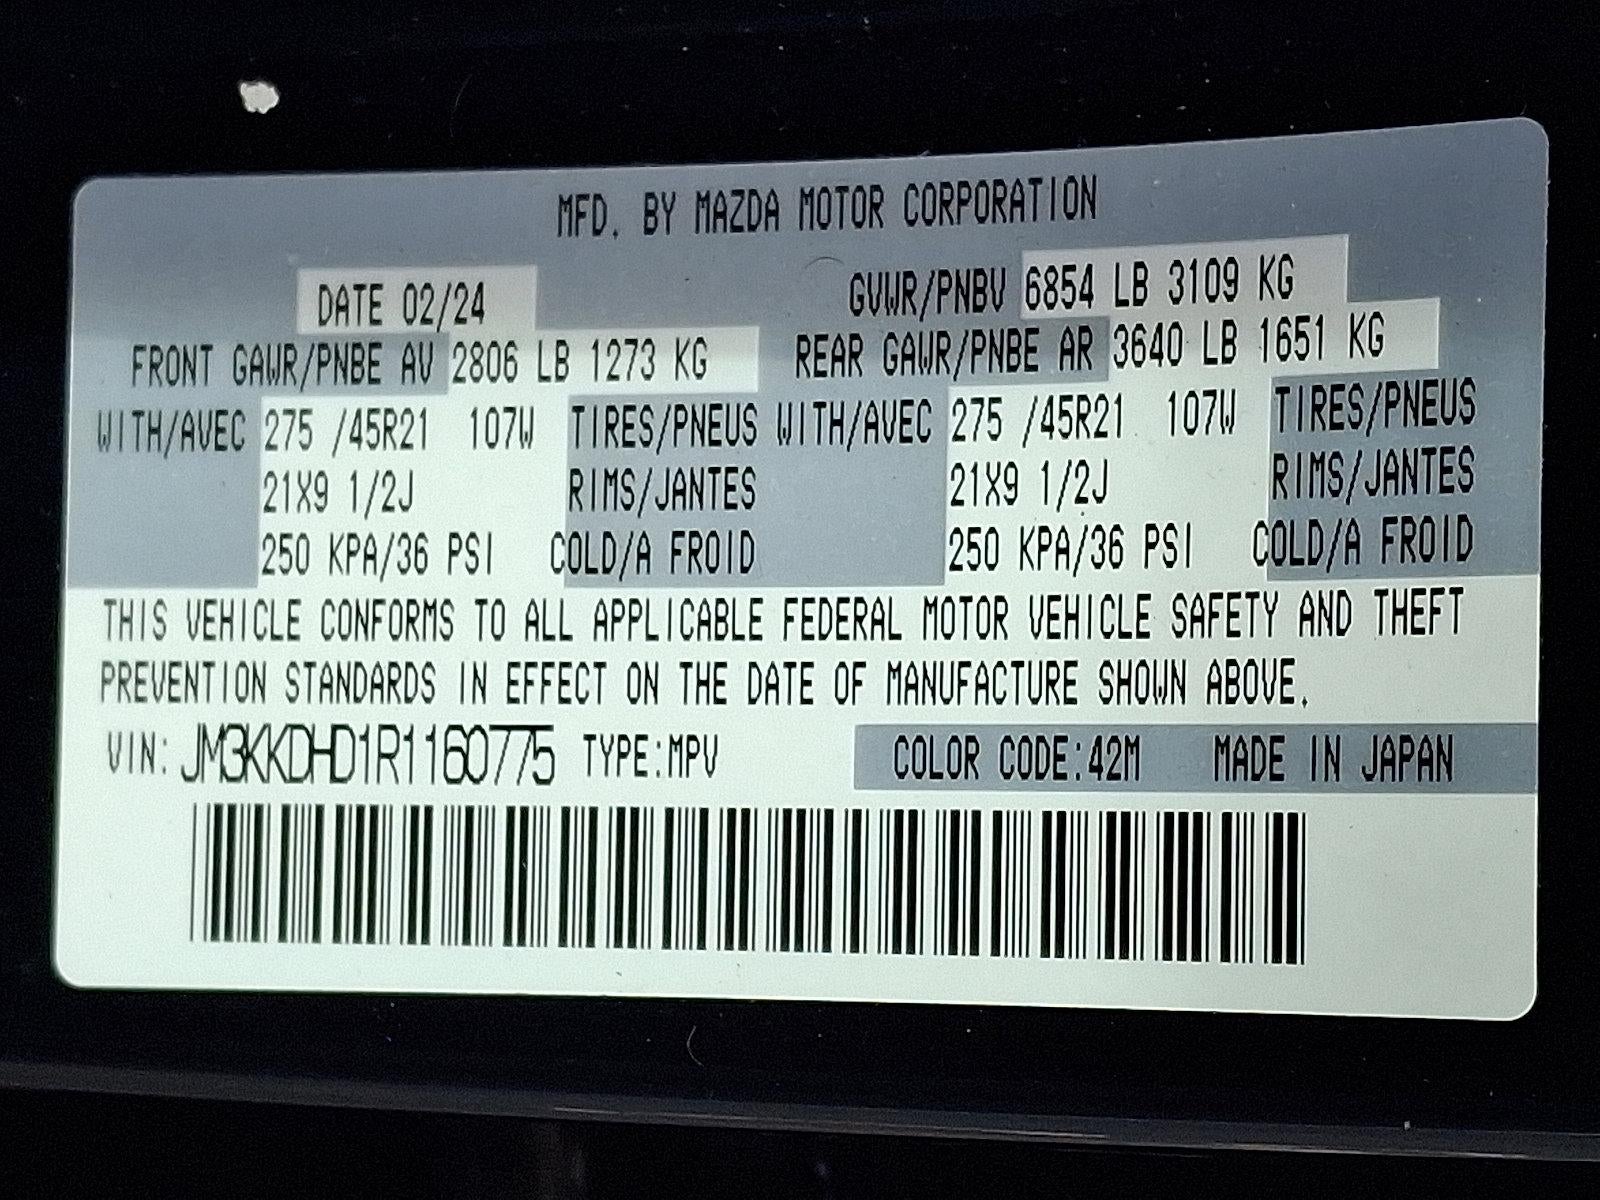 MFD. BY MAZDA MOTOR CORPORATION
DATE 02/24 GVWR/PNBV 6854 LB 3109 KG
FRONT GAWR/PNBE AV 2806 LB 1273 KG REAR GAWR/PNBE AR 3640 LB 1651 KG
WITH/AVEC 275 /45R21 107W TIRES/PNEUS WITH/AVEC 275 /45R21 107W TIRES/PNEUS
21X9 1/2J RIMS/JANTES 21X9 1/2J RIMS/JANTES
250 KPA/36 PSI COLD/A FROID 250 KPA/36 PSI COLD/A FROID
THIS VEHICLE CONFORMS TO ALL APPLICABLE FEDERAL MOTOR VEHICLE SAFETY AND THEFT
PREVENTION STANDARDS IN EFFECT ON THE DATE OF MANUFACTURE SHOWN ABOVE.
VIN: JM3KKDHD1R1160775 TYPE:MPV COLOR CODE:42M MADE IN JAPAN